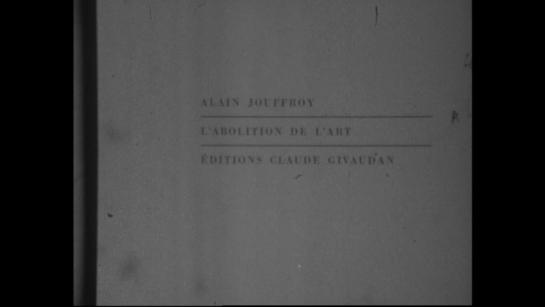 ALAIN JOUFFROY
L'ABOLITION DE L'ART
ÉDITIONS CLAUDE GIVAUDAN